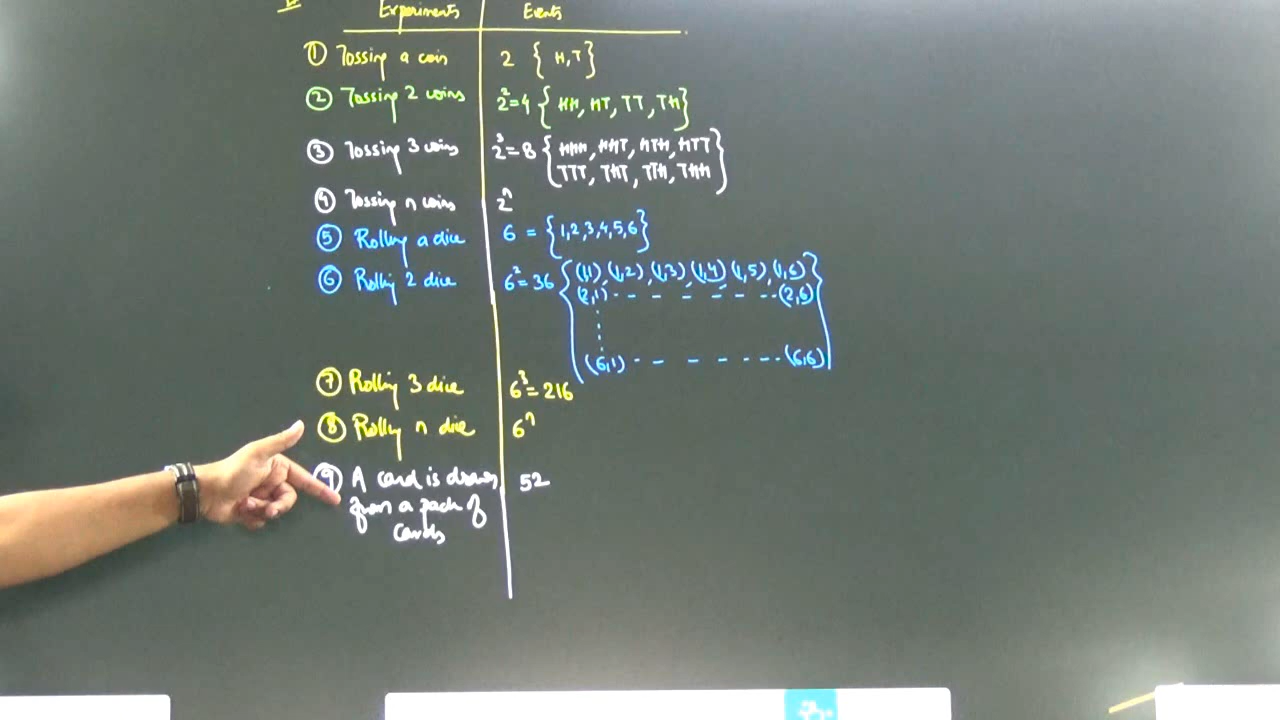 Experiments Events
① Tossing a coin 2 {H,T}
② Tossing 2 coins 2²=4 {HH, HT, TT, TH}
③ Tossing 3 coins 2³=8 {HHH, HHT, HTH, HTT
TTT, THT, TTH, THH}
④ Tossing n coins 2ⁿ
⑤ Rolling a dice 6 = {1,2,3,4,5,6}
⑥ Rolling 2 dice 6²=36 {(1,1),(1,2),(1,3),(1,4),(1,5),(1,6)
(2,1) - - - - - - - - (2,6)
(6,1) - - - - - - - - (6,6)}
⑦ Rolling 3 dice 6³=216
⑧ Rolling n dice 6ⁿ
⑨ A card is drawn 52
from a pack of
cards